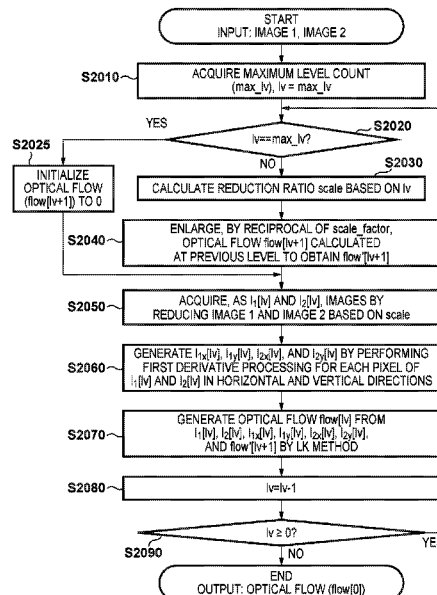 START
INPUT: IMAGE 1, IMAGE 2
S2010
ACQUIRE MAXIMUM LEVEL COUNT
(max_lv), lv = max_lv
YES
S2020
lv==max_lv?
S2025
NO
S2030
INITIALIZE
OPTICAL FLOW
(flow[lv+1]) TO 0
CALCULATE REDUCTION RATIO scale BASED ON lv
S2040
ENLARGE, BY RECIPROCAL OF scale_factor,
OPTICAL FLOW flow[lv+1] CALCULATED
AT PREVIOUS LEVEL TO OBTAIN flow'[lv+1]
S2050
ACQUIRE, AS I1[lv] AND I2[lv], IMAGES BY
REDUCING IMAGE 1 AND IMAGE 2 BASED ON scale
S2060
GENERATE I1x[lv], I1y[lv], I2x[lv], AND I2y[lv] BY PERFORMING
FIRST DERIVATIVE PROCESSING FOR EACH PIXEL OF
I1[lv] AND I2[lv] IN HORIZONTAL AND VERTICAL DIRECTIONS
S2070
GENERATE OPTICAL FLOW flow[lv] FROM
I1[lv], I2[lv], I1x[lv], I1y[lv], I2x[lv], I2y[lv],
AND flow'[lv+1] BY LK METHOD
S2080
lv=lv-1
lv ≥ 0?
S2090
NO
YE
END
OUTPUT: OPTICAL FLOW (flow[0])